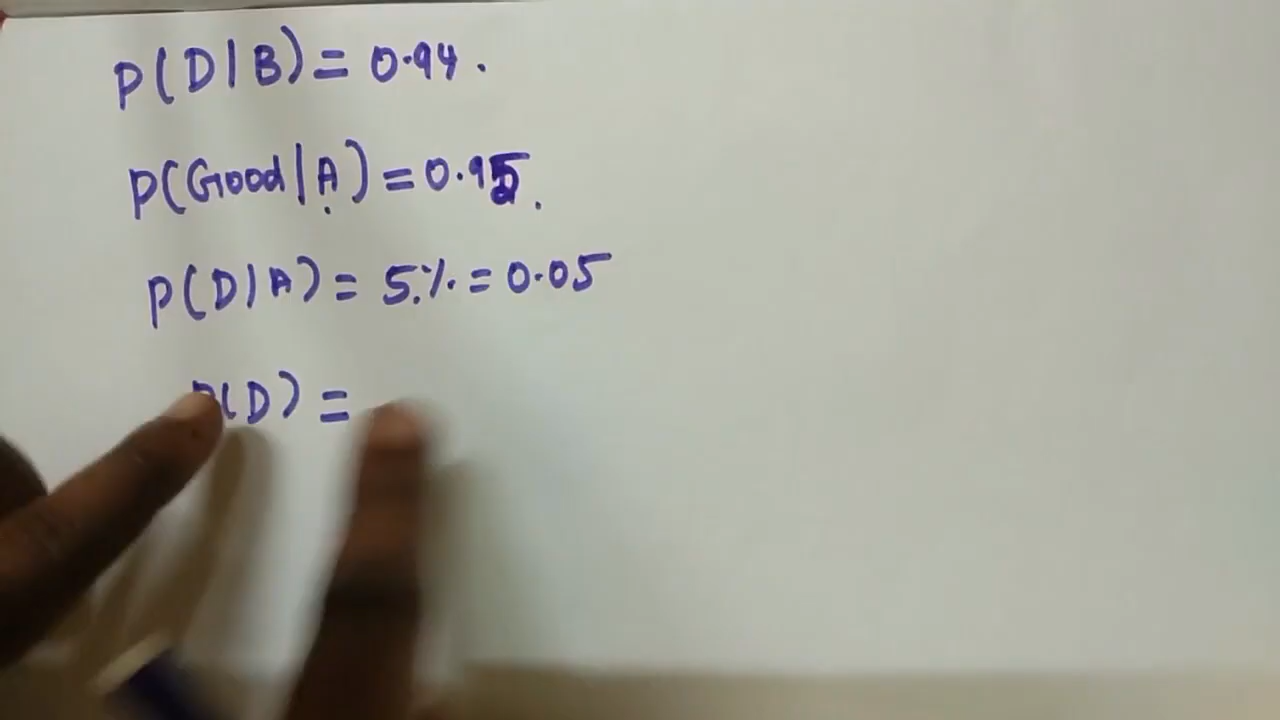 P(D|B) = 0.94.
P(Good|A) = 0.95.
P(D|A) = 5.% = 0.05
P(D) =